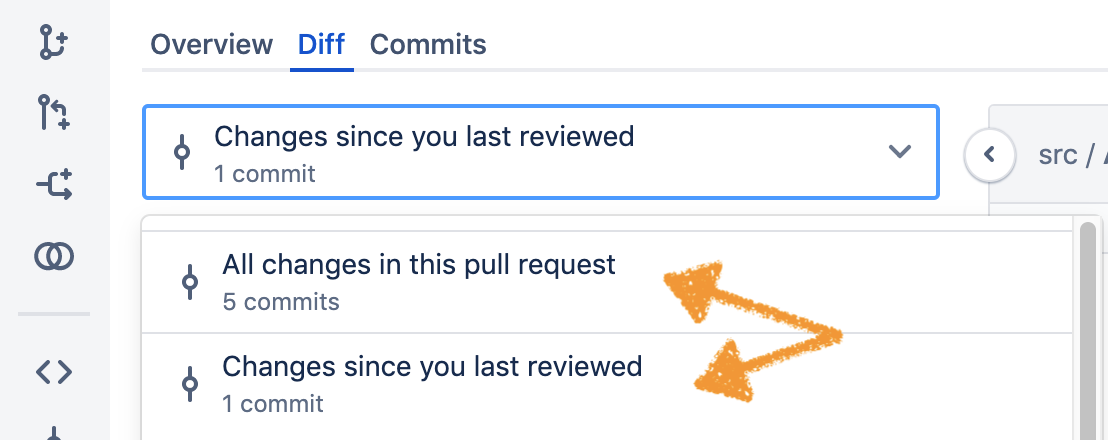 Overview Diff Commits
Changes since you last reviewed
1 commit
src /
All changes in this pull request
5 commits
Changes since you last reviewed
1 commit